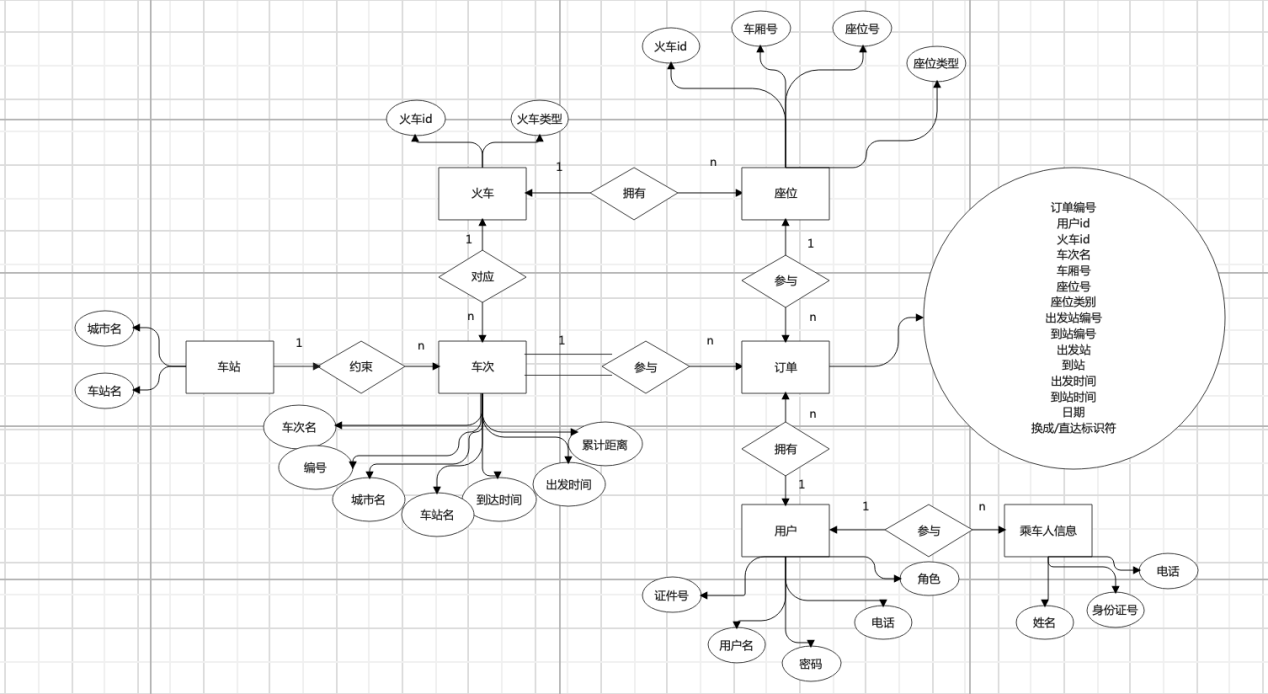 车厢号
座位号
火车id
座位类型
火车id
火车类型
1
n
火车
拥有
座位
1
1
对应
参与
n
n
订单编号
用户id
火车id
车次名
车厢号
座位号
座位类别
出发站编号
到站编号
出发站
到站
出发时间
到站时间
日期
换成/直达标识符
城市名
车站名
车站
1
约束
n
车次
1
参与
n
订单
车次名
编号
城市名
车站名
到达时间
出发时间
累计距离
n
拥有
1
用户
1
参与
n
乘车人信息
证件号
用户名
密码
电话
角色
姓名
身份证号
电话